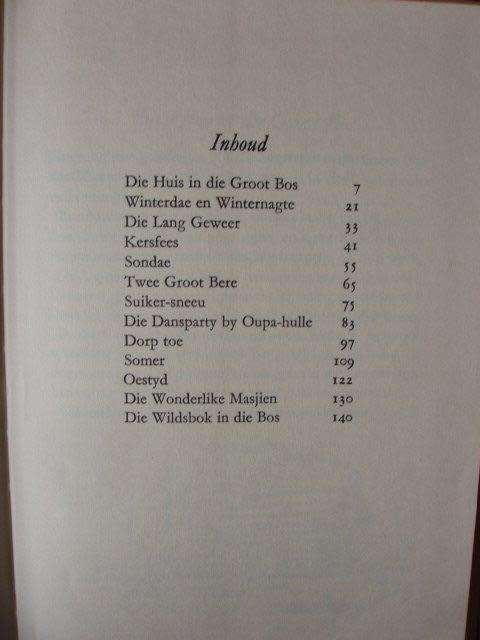 Inhoud
Die Huis in die Groot Bos 7
Winterdae en Winternagte 21
Die Lang Geweer 33
Kersfees 41
Sondae 55
Twee Groot Bere 65
Suiker-sneeu 75
Die Dansparty by Oupa-hulle 83
Dorp toe 97
Somer 109
Oestyd 122
Die Wonderlike Masjien 130
Die Wildsbok in die Bos 140